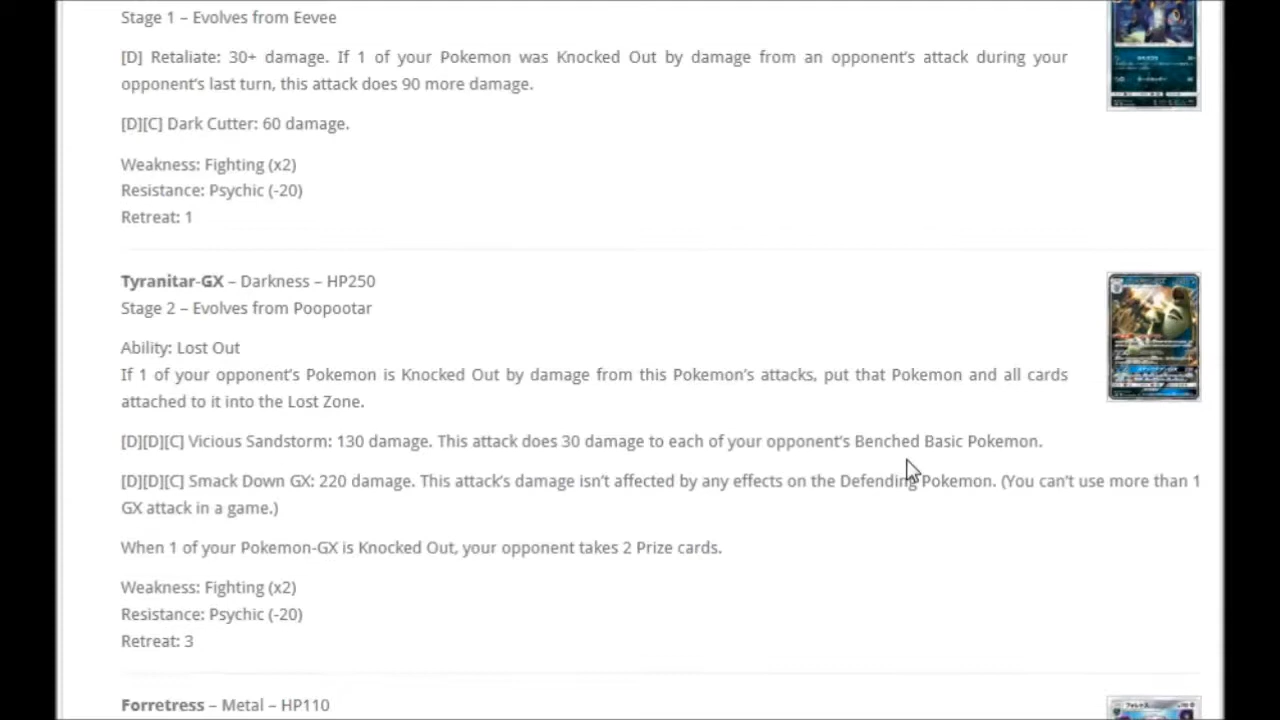 Stage 1 – Evolves from Eevee
[D] Retaliate: 30+ damage. If 1 of your Pokemon was Knocked Out by damage from an opponent's attack during your
opponent's last turn, this attack does 90 more damage.
[D][C] Dark Cutter: 60 damage.
Weakness: Fighting (x2)
Resistance: Psychic (-20)
Retreat: 1
Tyranitar-GX – Darkness – HP250
Stage 2 – Evolves from Poopootar
Ability: Lost Out
If 1 of your opponent's Pokemon is Knocked Out by damage from this Pokemon's attacks, put that Pokemon and all cards
attached to it into the Lost Zone.
[D][D][C] Vicious Sandstorm: 130 damage. This attack does 30 damage to each of your opponent's Benched Basic Pokemon.
[D][D][C] Smack Down GX: 220 damage. This attack's damage isn't affected by any effects on the Defending Pokemon. (You can't use more than 1
GX attack in a game.)
When 1 of your Pokemon-GX is Knocked Out, your opponent takes 2 Prize cards.
Weakness: Fighting (x2)
Resistance: Psychic (-20)
Retreat: 3
Forretress – Metal – HP110